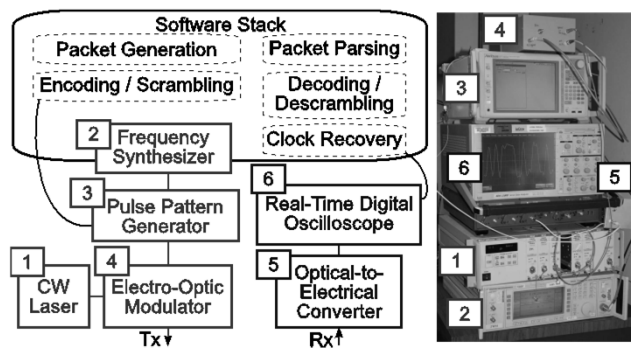 Software Stack
Packet Generation
Packet Parsing
Encoding / Scrambling
Decoding /
Descrambling
Clock Recovery
2
Frequency
Synthesizer
3
Pulse Pattern
Generator
6
Real-Time Digital
Oscilloscope
1
CW
Laser
4
Electro-Optic
Modulator
5
Optical-to-
Electrical
Converter
Tx
Rx
4
3
6
5
1
2